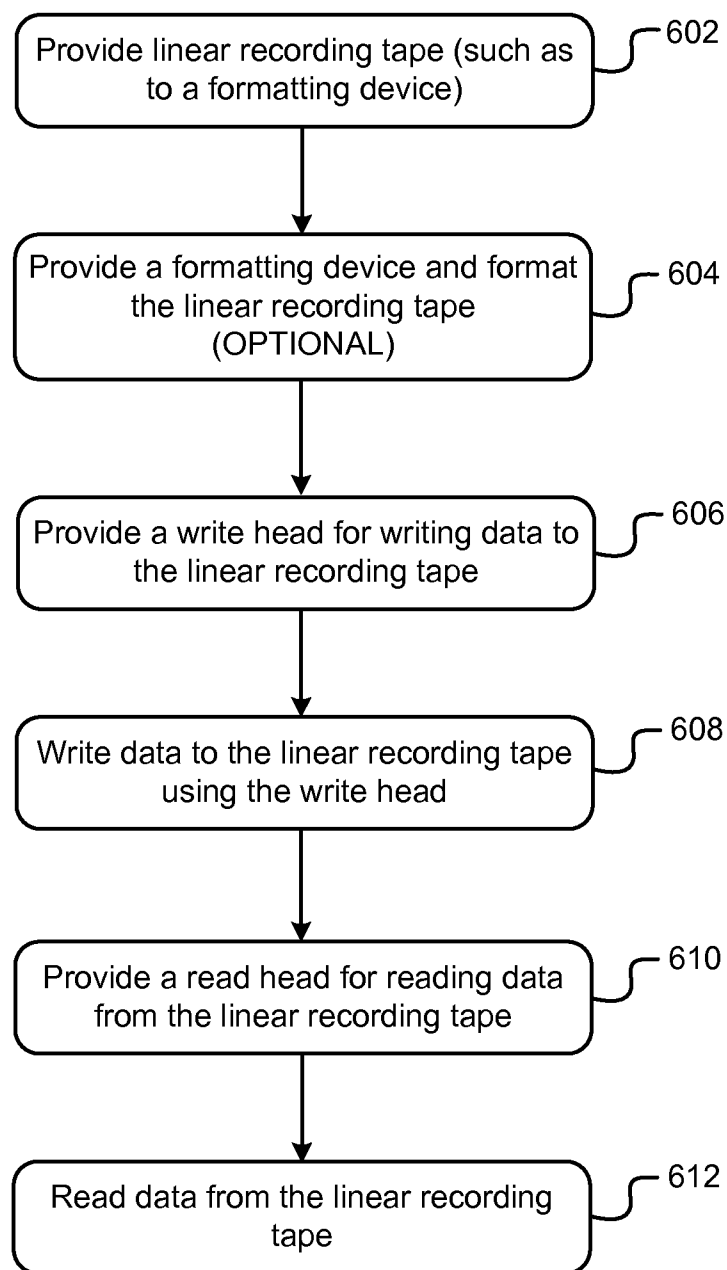 Provide linear recording tape (such as
to a formatting device)
602
Provide a formatting device and format
the linear recording tape
(OPTIONAL)
604
Provide a write head for writing data to
the linear recording tape
606
Write data to the linear recording tape
using the write head
608
Provide a read head for reading data
from the linear recording tape
610
Read data from the linear recording
tape
612